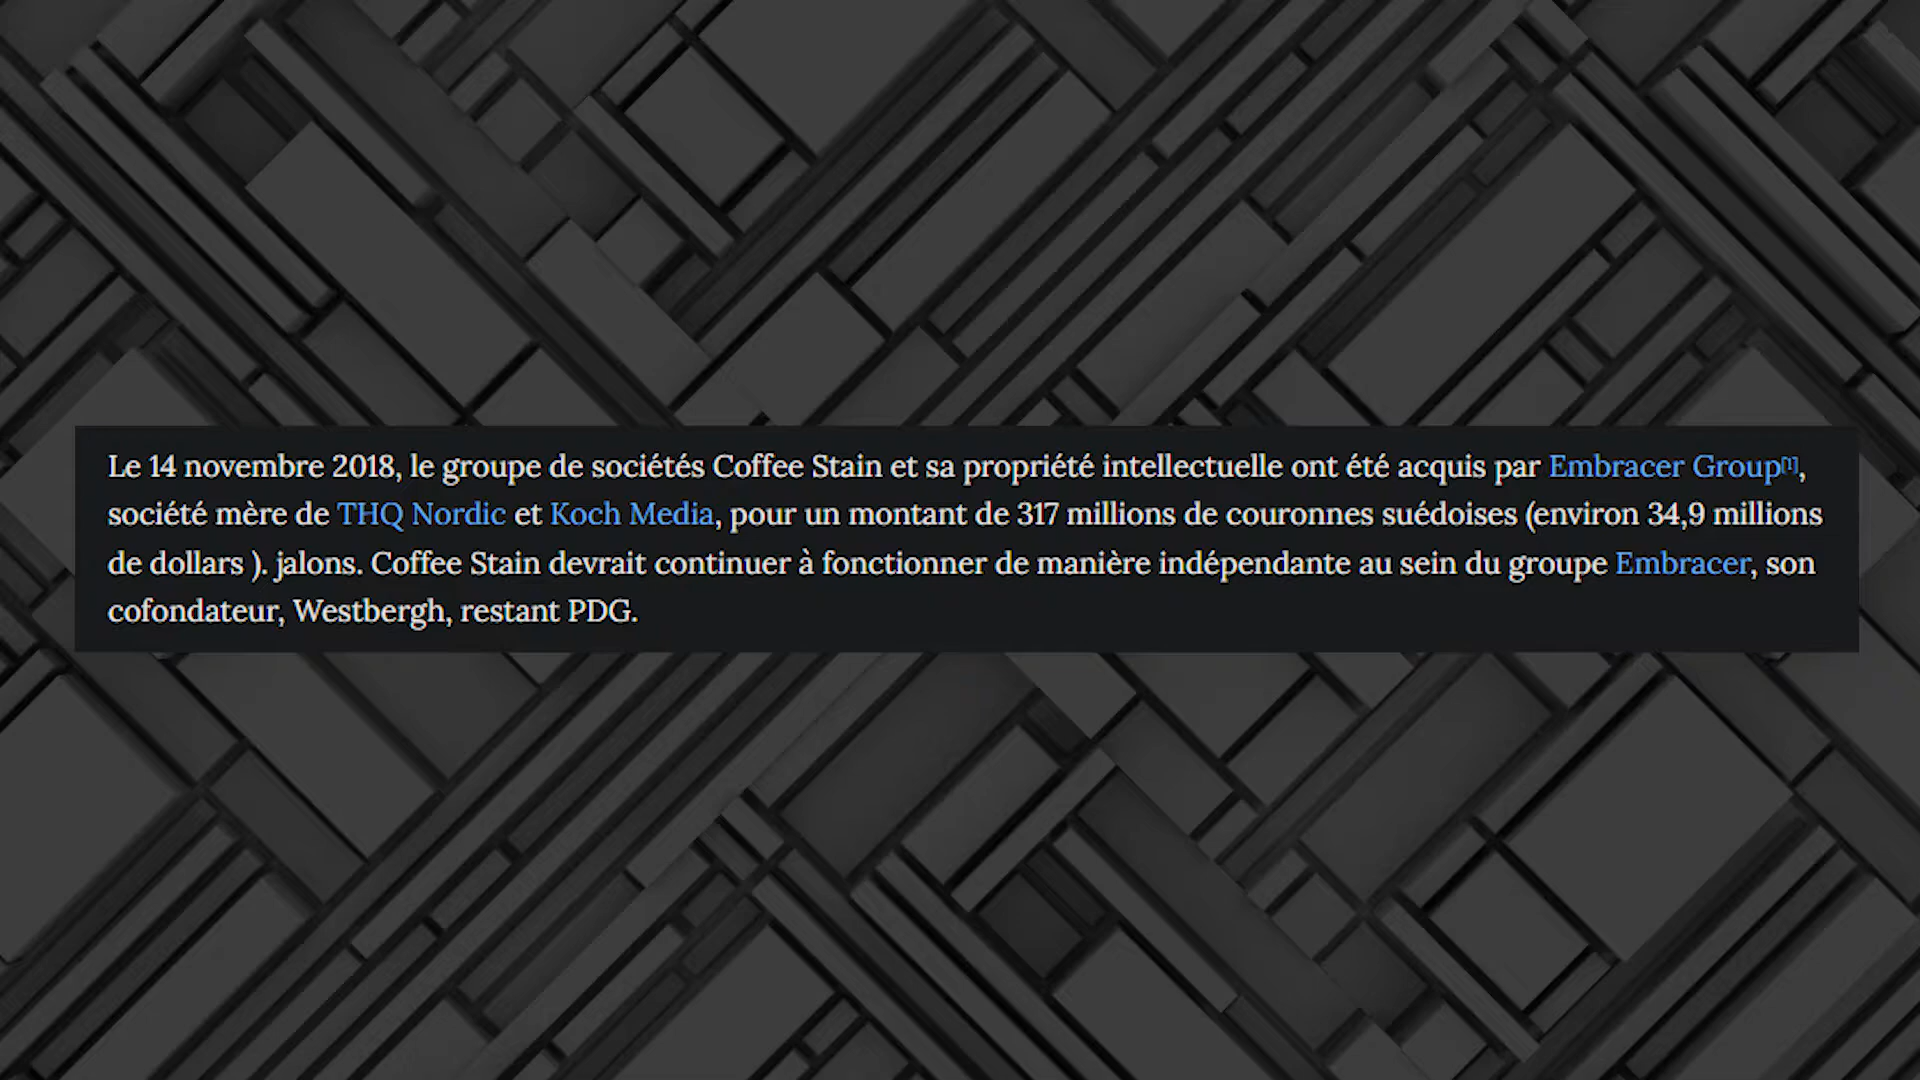 Le 14 novembre 2018, le groupe de sociétés Coffee Stain et sa propriété intellectuelle ont été acquis par Embracer Group[1],
société mère de THQ Nordic et Koch Media, pour un montant de 317 millions de couronnes suédoises (environ 34,9 millions
de dollars ). jalons. Coffee Stain devrait continuer à fonctionner de manière indépendante au sein du groupe Embracer, son
cofondateur, Westbergh, restant PDG.